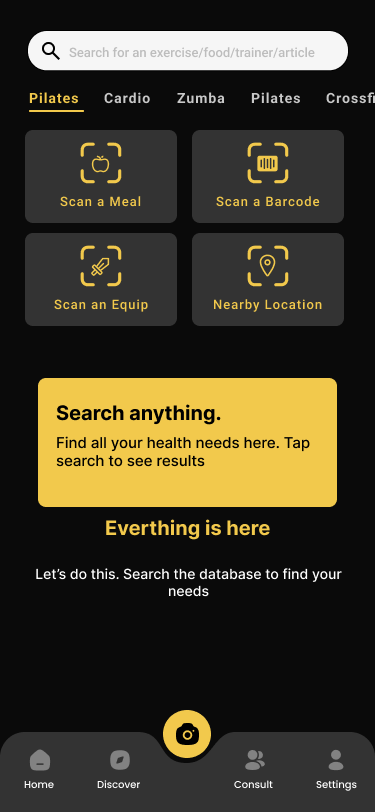 Search for an exercise/food/trainer/article
Pilates Cardio Zumba Pilates Crossfi
Scan a Meal Scan a Barcode
Scan an Equip Nearby Location
Search anything.
Find all your health needs here. Tap
search to see results
Everthing is here
Let's do this. Search the database to find your
needs
Home Discover Consult Settings